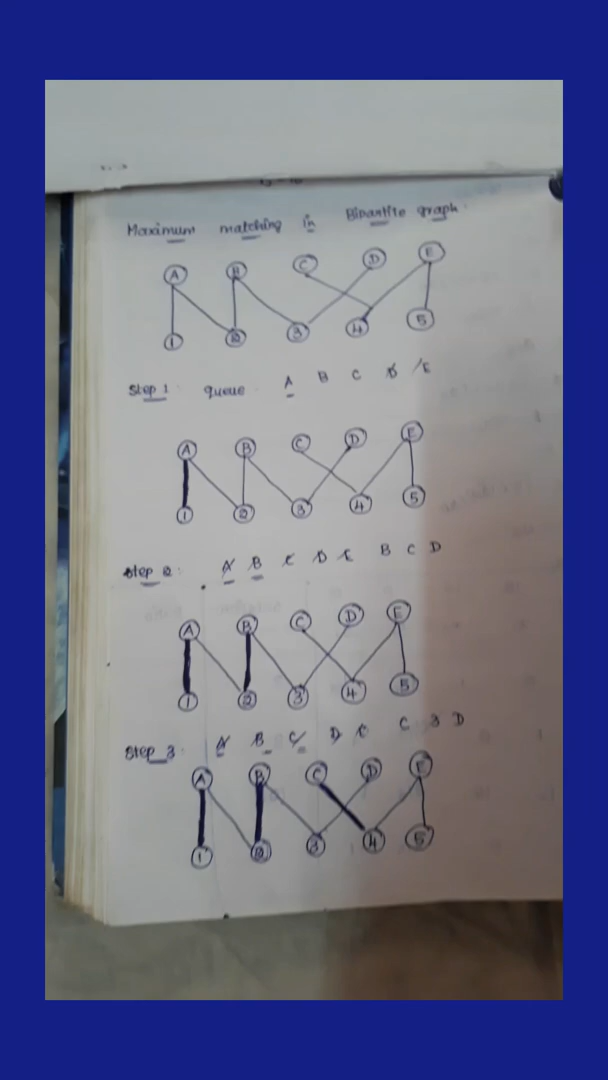 Maximum matching in Bipartite graph.
A B C D E
1 2 3 4 5
Step 1: queue A B C D E
A B C D E
1 2 3 4 5
Step 2: A B C D E B C D
A B C D E
1 2 3 4 5
Step 3 A B C D E C 3 D
A B C D E
1 2 3 4 5